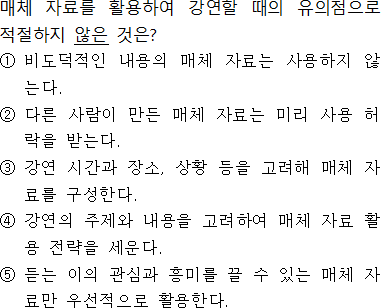 매체 자료를 활용하여 강연할 때의 유의점으로
적절하지 않은 것은?
① 비도덕적인 내용의 매체 자료는 사용하지 않
는다.
② 다른 사람이 만든 매체 자료는 미리 사용 허
락을 받는다.
③ 강연 시간과 장소, 상황 등을 고려해 매체 자
료를 구성한다.
④ 강연의 주제와 내용을 고려하여 매체 자료 활
용 전략을 세운다.
⑤ 듣는 이의 관심과 흥미를 끌 수 있는 매체 자
료만 우선적으로 활용한다.